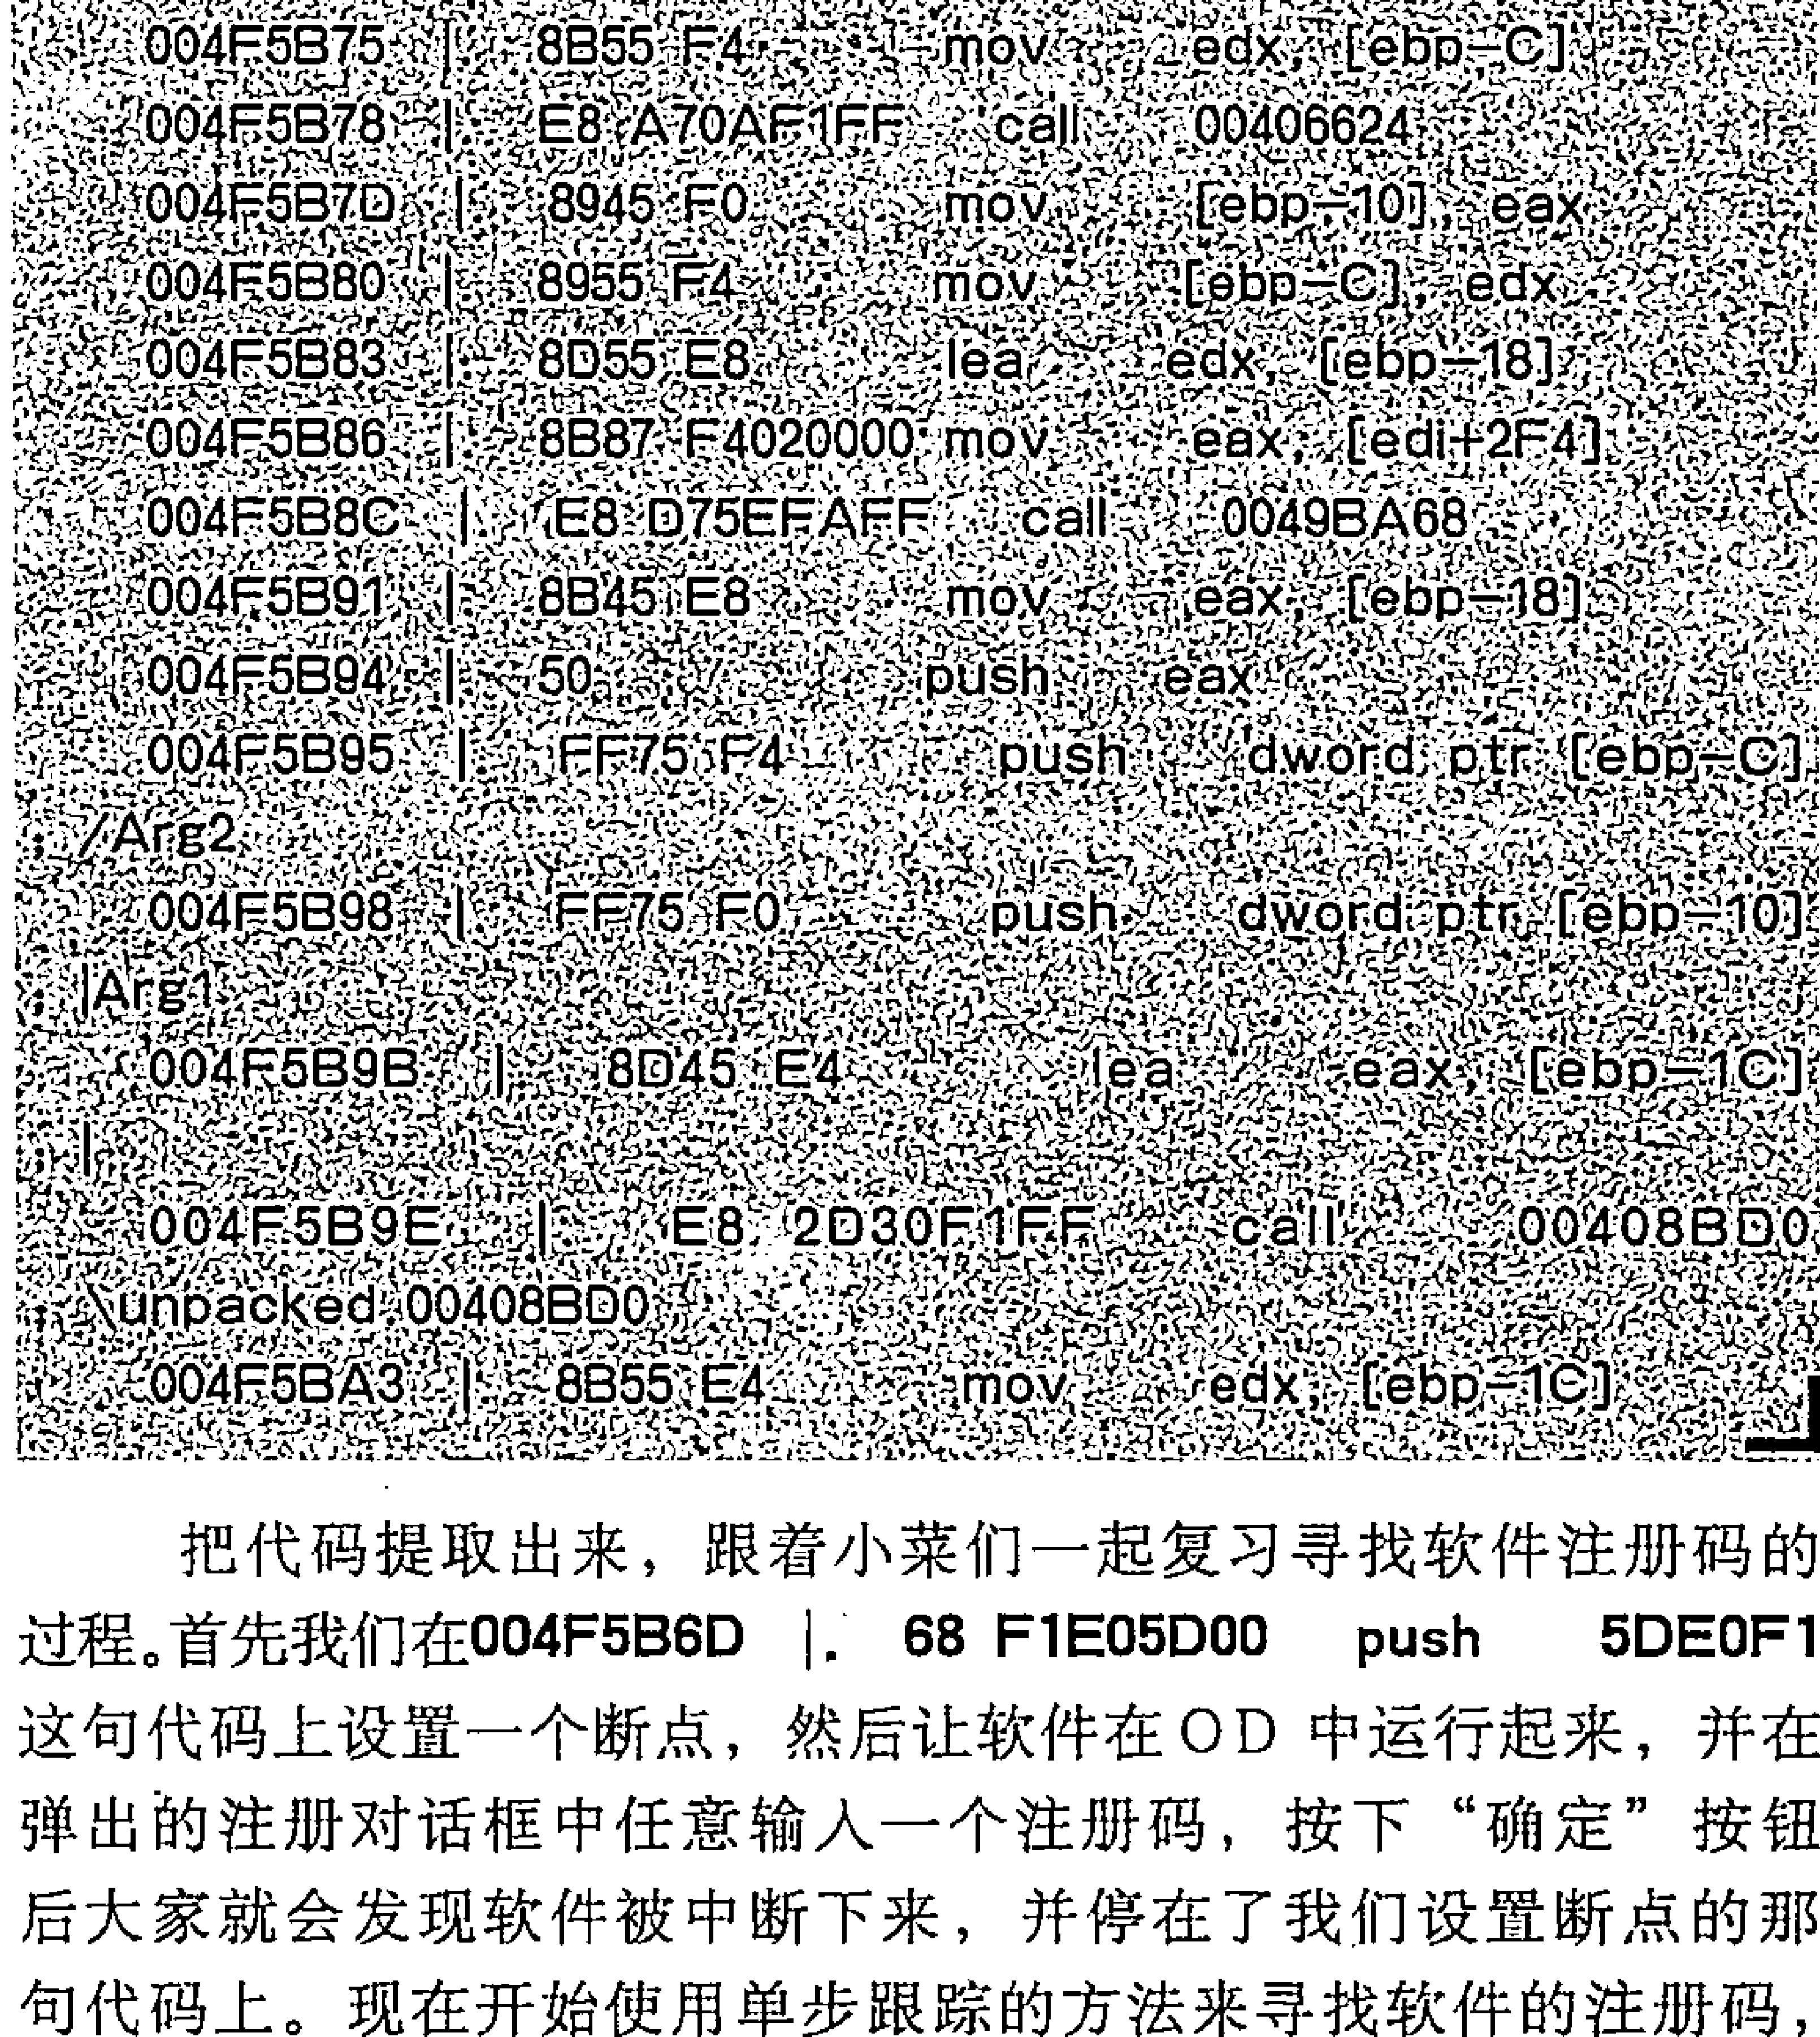 004F5B75 |. 8B55 F4 mov edx, [ebp-C]
004F5B78 |. E8 A70AF1FF call 00406624
004F5B7D |. 8945 F0 mov [ebp-10], eax
004F5B80 |. 8955 F4 mov [ebp-C], edx
004F5B83 |. 8D55 E8 lea edx, [ebp-18]
004F5B86 |. 8B87 F4020000 mov eax, [edi+2F4]
004F5B8C |. E8 D75EFAFF call 0049BA68
004F5B91 |. 8B45 E8 mov eax, [ebp-18]
004F5B94 |. 50 push eax
004F5B95 |. FF75 F4 push dword ptr [ebp-C]
; /Arg2
004F5B98 |. FF75 F0 push dword ptr [ebp-10]
; |Arg1
004F5B9B |. 8D45 E4 lea eax, [ebp-1C]
; |
004F5B9E |. E8 2D30F1FF call 00408BD0
; \unpacked.00408BD0
004F5BA3 |. 8B55 E4 mov edx, [ebp-1C]
把代码提取出来，跟着小菜们一起复习寻找软件注册码的
过程。首先我们在004F5B6D |. 68 F1E05D00 push 5DE0F1
这句代码上设置一个断点，然后让软件在OD 中运行起来，并在
弹出的注册对话框中任意输入一个注册码，按下“确定”按钮
后大家就会发现软件被中断下来，并停在了我们设置断点的那
句代码上。现在开始使用单步跟踪的方法来寻找软件的注册码，